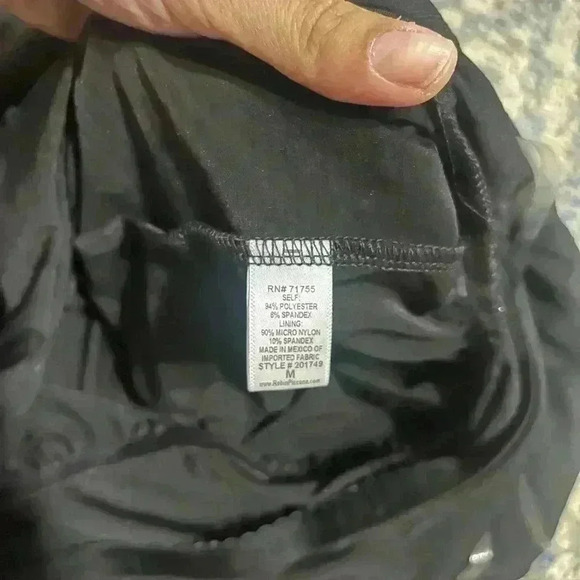 RN# 71755
SELF:
94% POLYESTER
6% SPANDEX
LINING:
90% MICRO NYLON
10% SPANDEX
MADE IN MEXICO OF
IMPORTED FABRIC
STYLE # 201749
M